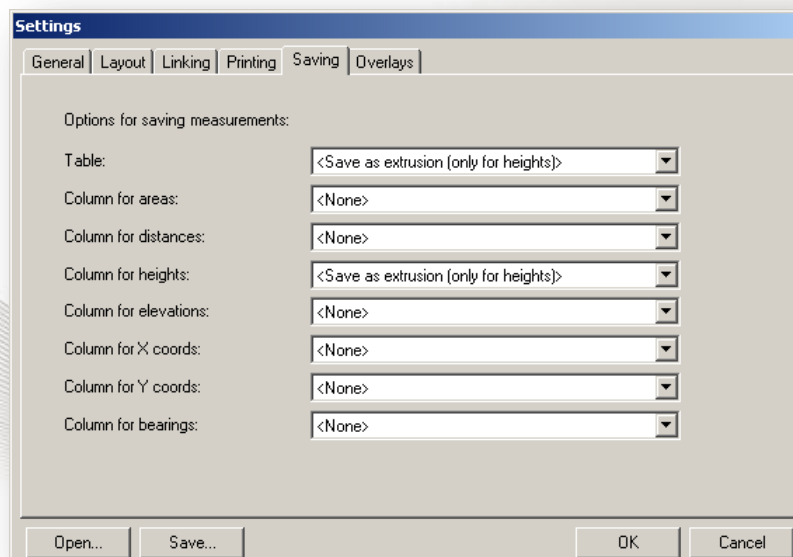 Settings
General Layout Linking Printing Saving Overlays
Options for saving measurements:
Table: <Save as extrusion (only for heights)>
Column for areas: <None>
Column for distances: <None>
Column for heights: <Save as extrusion (only for heights)>
Column for elevations: <None>
Column for X coords: <None>
Column for Y coords: <None>
Column for bearings: <None>
Open... Save... OK Cancel